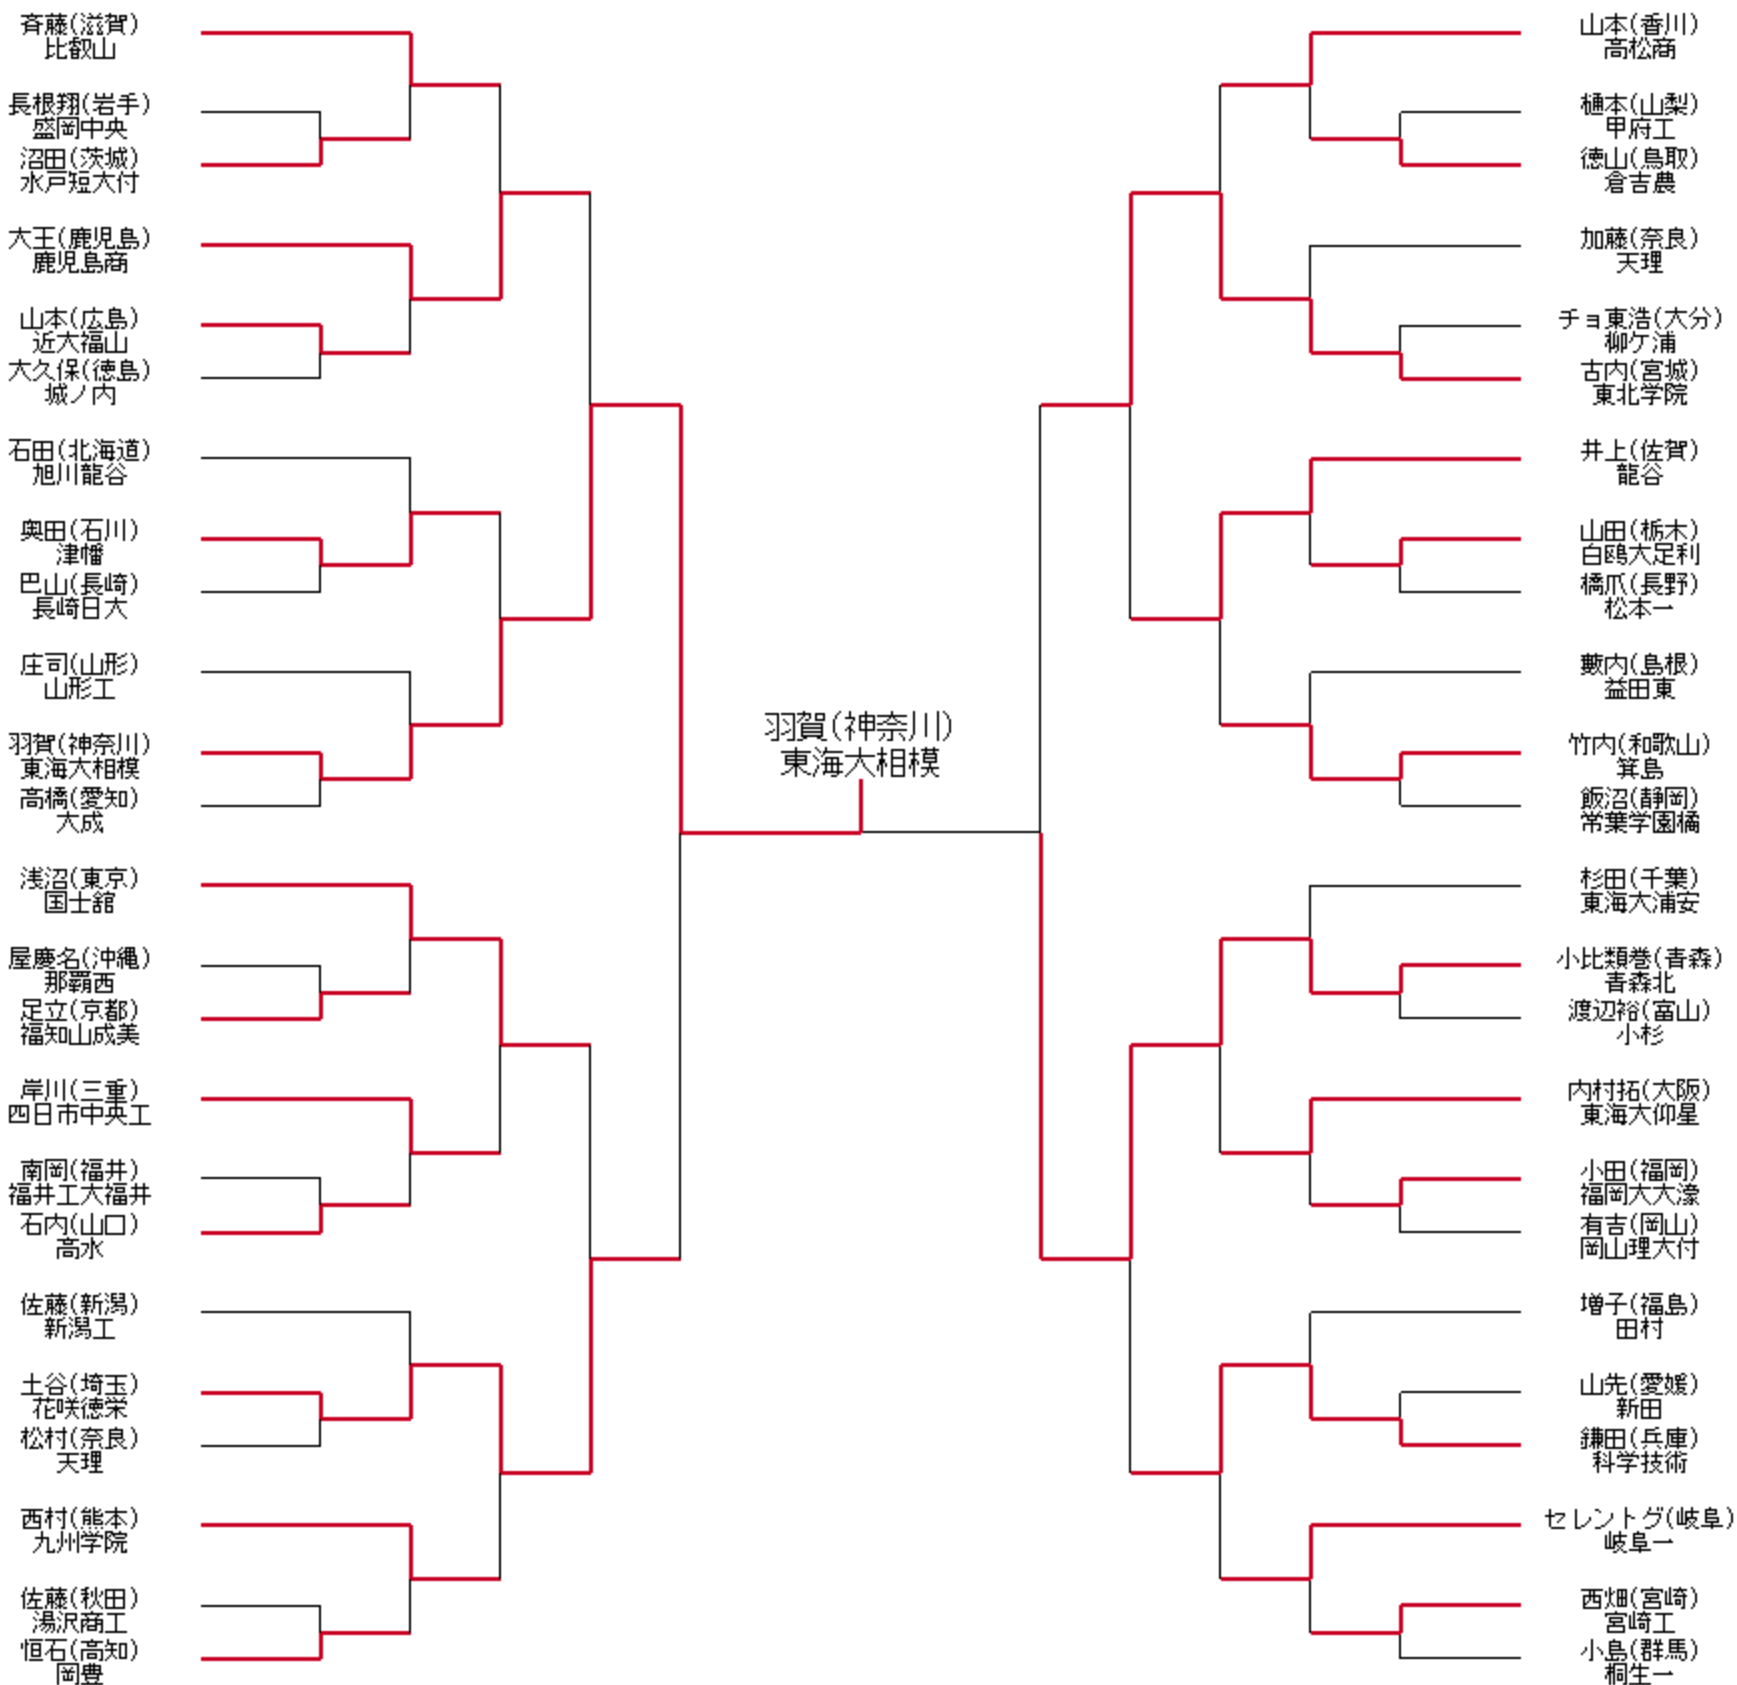 斉藤(滋賀)
比叡山
長根翔(岩手)
盛岡中央
沼田(茨城)
水戸短大付
大王(鹿児島)
鹿児島商
山本(広島)
近大福山
大久保(徳島)
城ノ内
石田(北海道)
旭川龍谷
奥田(石川)
津幡
巴山(長崎)
長崎日大
庄司(山形)
山形工
羽賀(神奈川)
東海大相模
高橋(愛知)
大成
浅沼(東京)
国士舘
屋慶名(沖縄)
那覇西
足立(京都)
福知山成美
岸川(三重)
四日市中央工
南岡(福井)
福井工大福井
石内(山口)
高水
佐藤(新潟)
新潟工
土谷(埼玉)
花咲徳栄
松村(奈良)
天理
西村(熊本)
九州学院
佐藤(秋田)
湯沢商工
恒石(高知)
岡豊
羽賀(神奈川)
東海大相模
山本(香川)
高松商
樋本(山梨)
甲府工
徳山(鳥取)
倉吉農
加藤(奈良)
天理
チョ東浩(大分)
柳ケ浦
古内(宮城)
東北学院
井上(佐賀)
龍谷
山田(栃木)
白鴎大足利
橋爪(長野)
松本一
藪内(島根)
益田東
竹内(和歌山)
箕島
飯沼(静岡)
常葉学園橘
杉田(千葉)
東海大浦安
小比類巻(青森)
青森北
渡辺裕(富山)
小杉
内村拓(大阪)
東海大仰星
小田(福岡)
福岡大大濠
有吉(岡山)
岡山理大付
増子(福島)
田村
山先(愛媛)
新田
鎌田(兵庫)
科学技術
セレントグ(岐阜)
岐阜一
西畑(宮崎)
宮崎工
小島(群馬)
桐生一